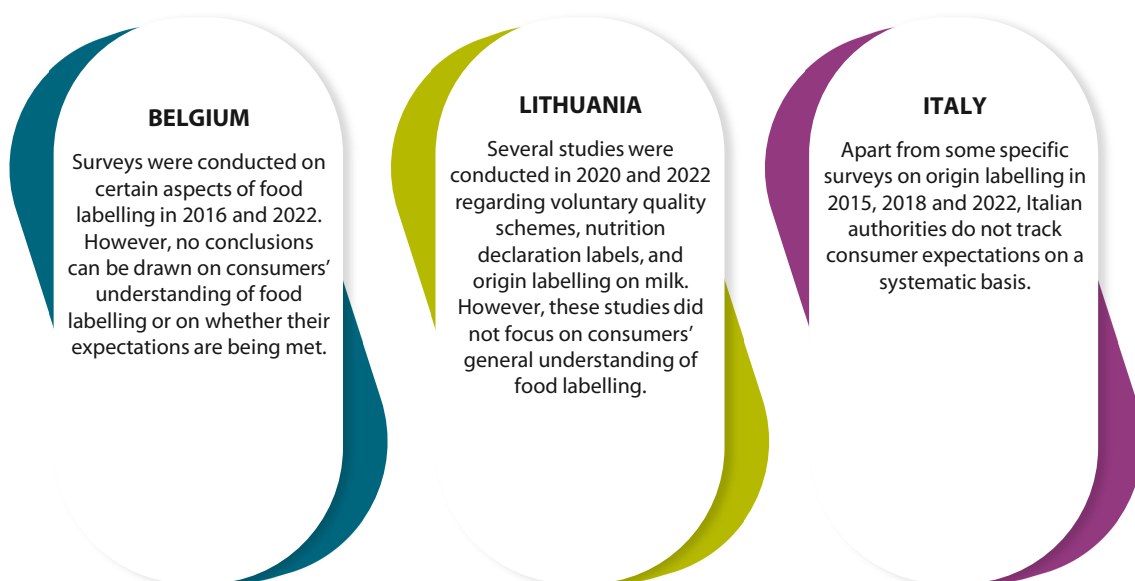 BELGIUM
Surveys were conducted on
certain aspects of food
labelling in 2016 and 2022.
However, no conclusions
can be drawn on consumers’
understanding of food
labelling or on whether their
expectations are being met.
LITHUANIA
Several studies were
conducted in 2020 and 2022
regarding voluntary quality
schemes, nutrition
declaration labels, and
origin labelling on milk.
However, these studies did
not focus on consumers’
general understanding of
food labelling.
ITALY
Apart from some specific
surveys on origin labelling in
2015, 2018 and 2022, Italian
authorities do not track
consumer expectations on a
systematic basis.